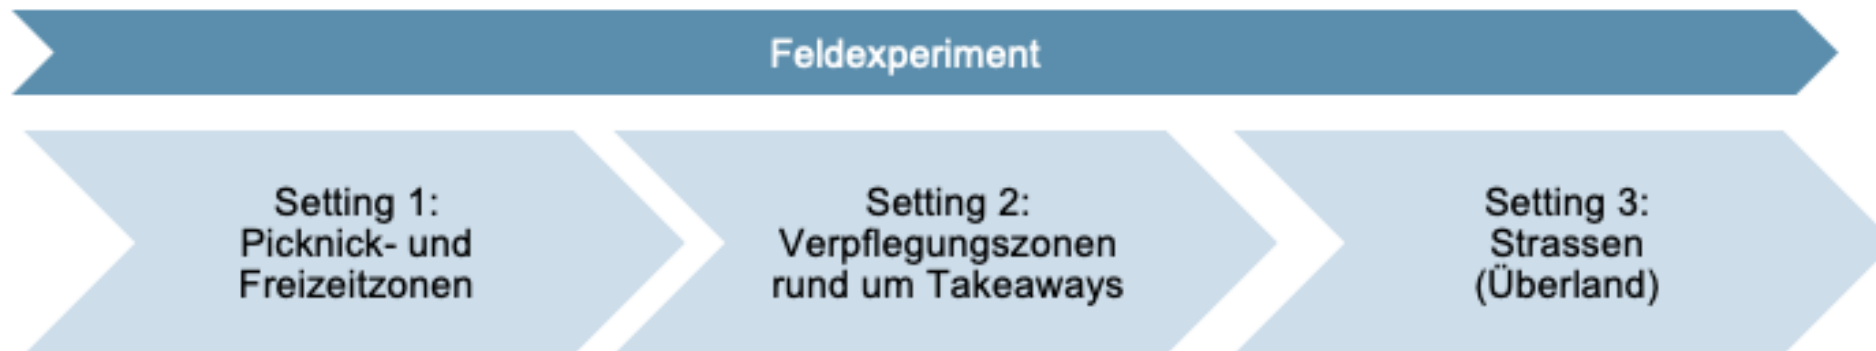 Feldexperiment
Setting 1:
Picknick- und
Freizeitzonen
Setting 2:
Verpflegungszonen
rund um Takeaways
Setting 3:
Strassen
(Überland)